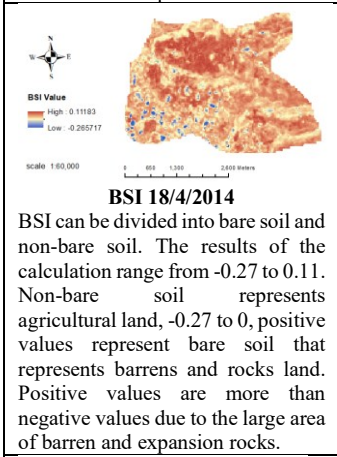 N
W E
S
BSI Value
High : 0.11183
Low : -0.265717
scale 1:60,000
0 650 1,300 2,600 Meters
BSI 18/4/2014
BSI can be divided into bare soil and
non-bare soil. The results of the
calculation range from -0.27 to 0.11.
Non-bare soil represents
agricultural land, -0.27 to 0, positive
values represent bare soil that
represents barrens and rocks land.
Positive values are more than
negative values due to the large area
of barren and expansion rocks.